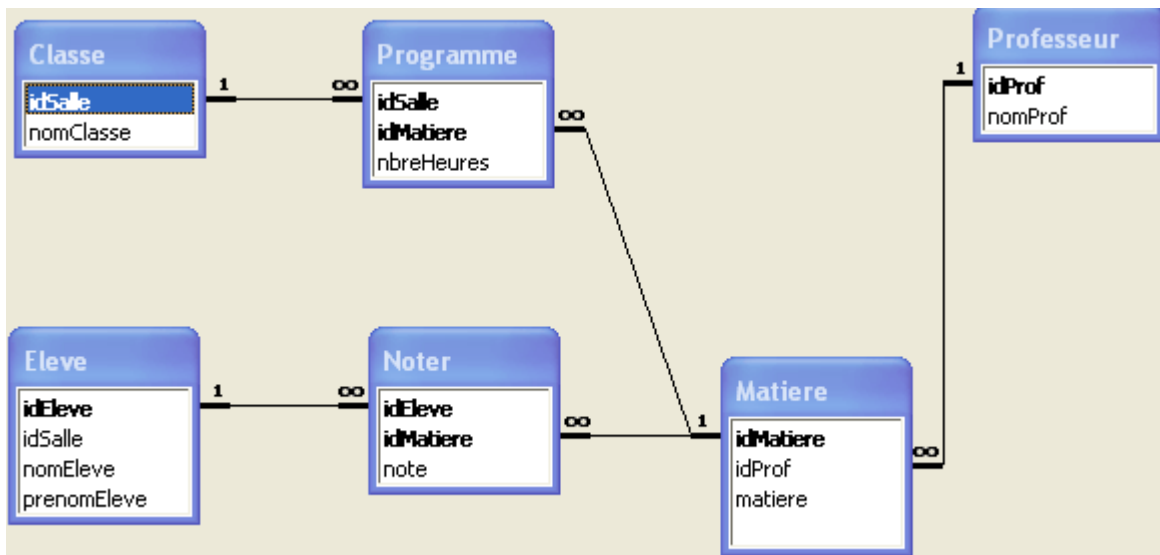 Classe
idSalle
nomClasse
1
∞
Programme
idSalle
idMatiere
nbreHeures
∞
Professeur
1
idProf
nomProf
Eleve
idEleve
idSalle
nomEleve
prenomEleve
1
∞
Noter
idEleve
idMatiere
note
∞
1
Matiere
idMatiere
idProf
matiere
∞